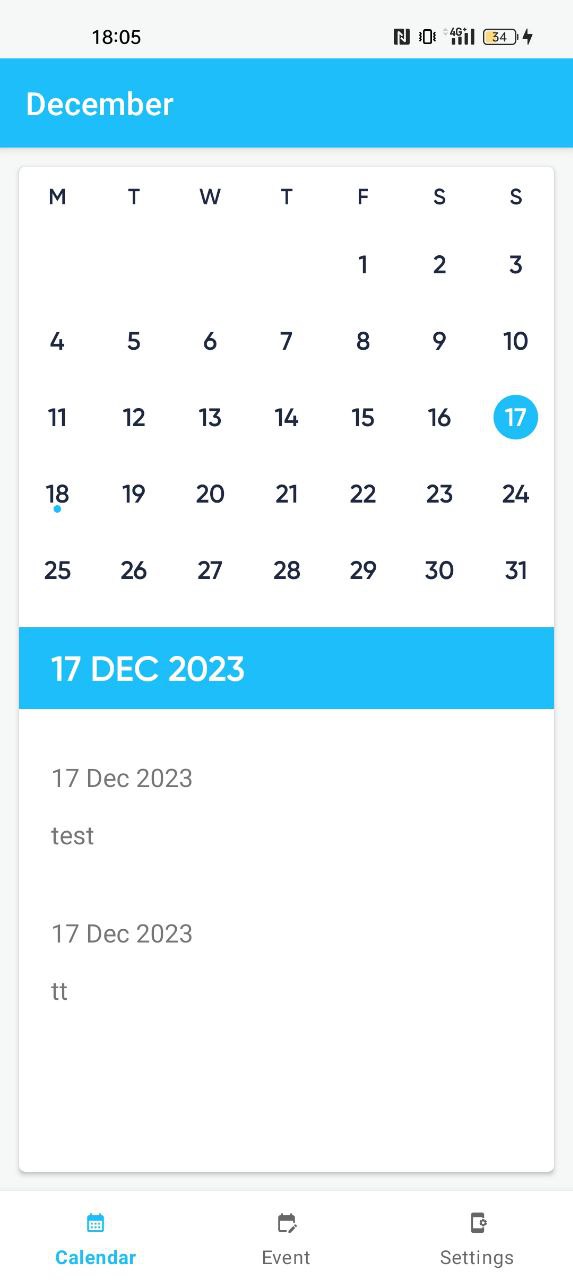 18:05 4G+ 34
December
M T W T F S S
1 2 3
4 5 6 7 8 9 10
11 12 13 14 15 16 17
18 19 20 21 22 23 24
25 26 27 28 29 30 31
17 DEC 2023
17 Dec 2023
test
17 Dec 2023
tt
Calendar Event Settings